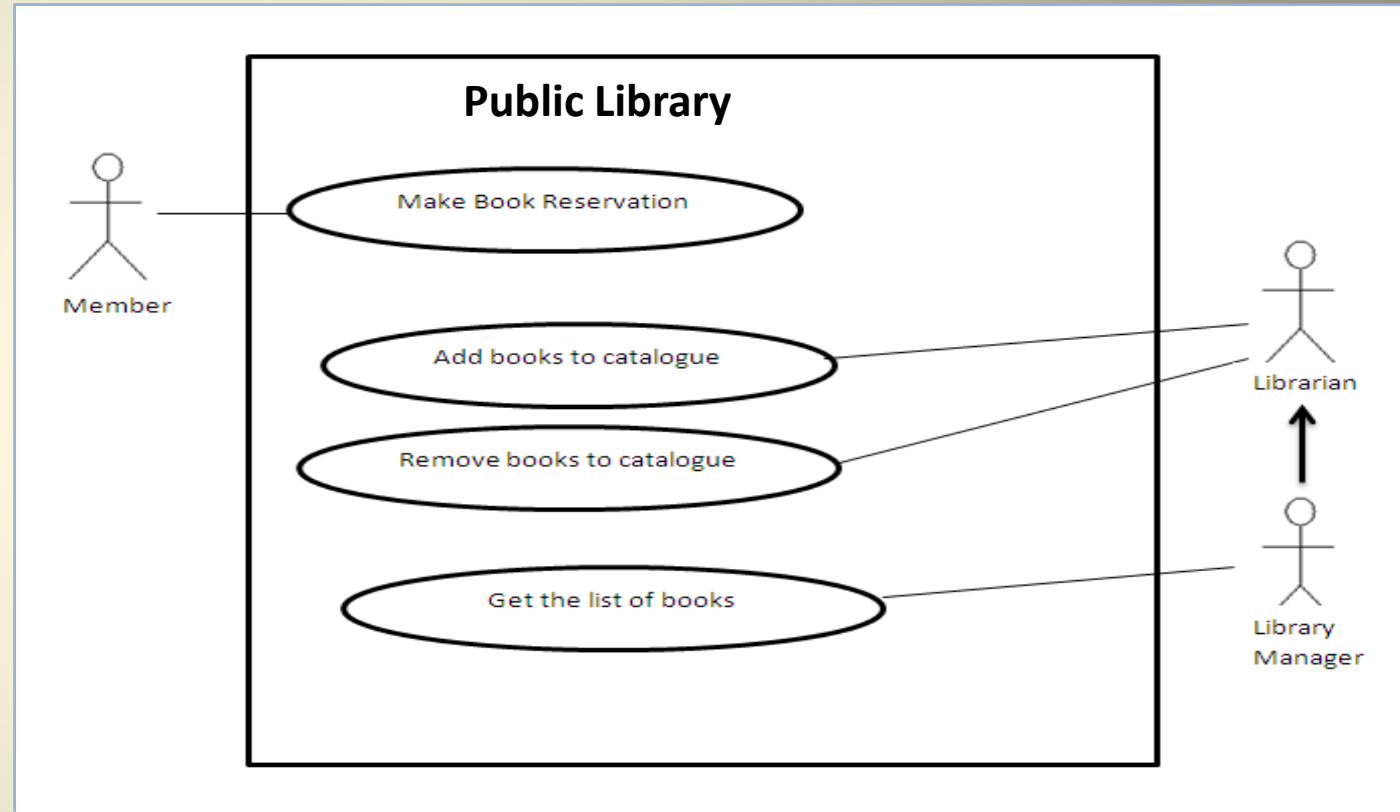 Public Library
Make Book Reservation
Member
Add books to catalogue
Librarian
Remove books to catalogue
Get the list of books
Library
Manager